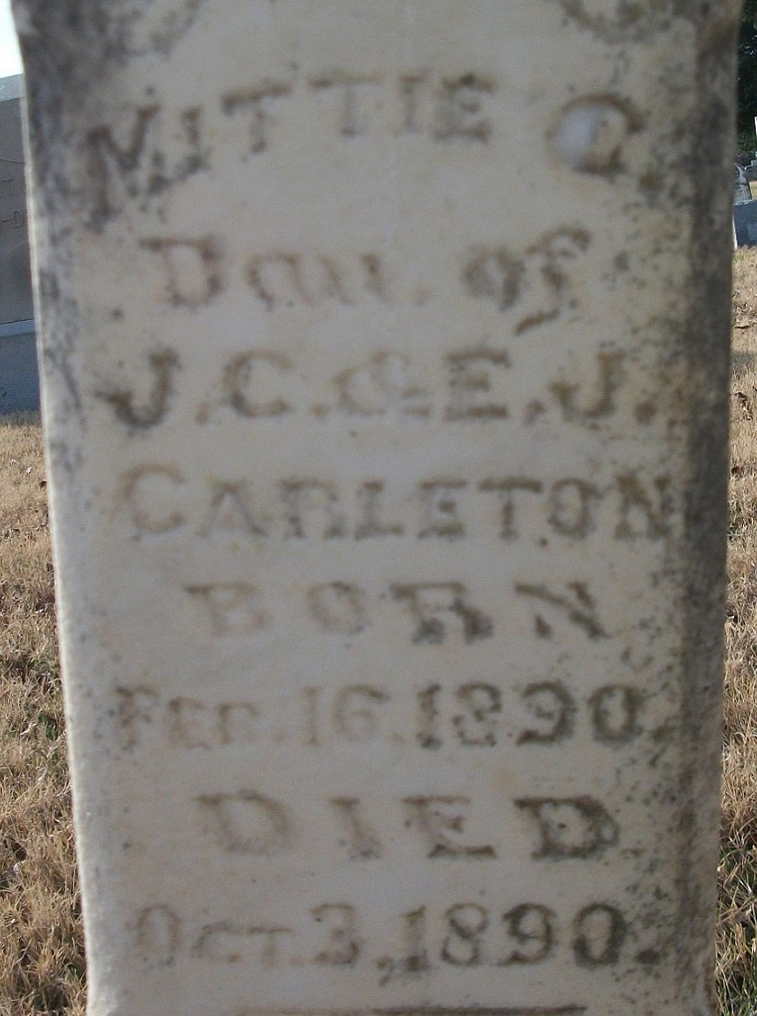 MITTIE O.
Dau. of
J.C.&E.J.
CARLETON
BORN
FEB.16,1890.
DIED
OCT.3,1890.